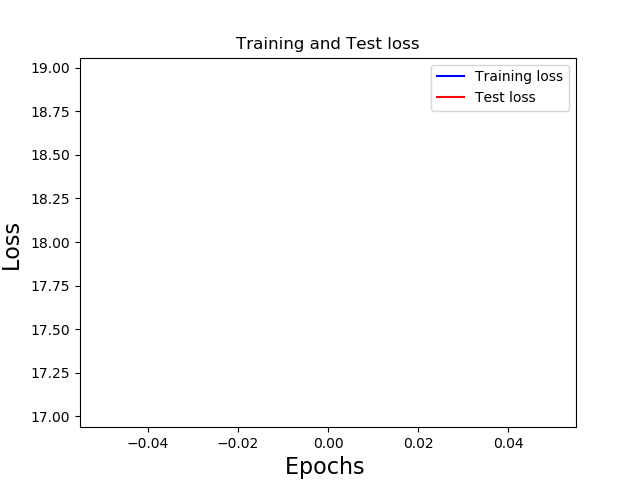 Training and Test loss
Training loss
Test loss
19.00
18.75
18.50
18.25
18.00
17.75
17.50
17.25
17.00
Loss
−0.04
−0.02
0.00
0.02
0.04
Epochs